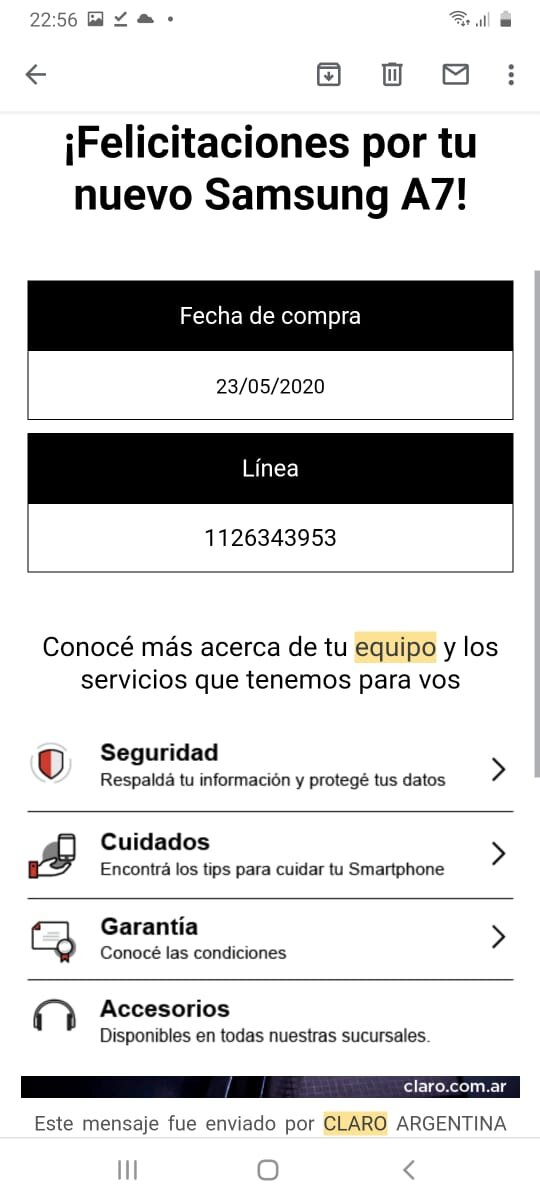 22:56
¡Felicitaciones por tu
nuevo Samsung A7!
Fecha de compra
23/05/2020
Línea
1126343953
Conocé más acerca de tu equipo y los
servicios que tenemos para vos
Seguridad
Respaldá tu información y protegé tus datos
Cuidados
Encontrá los tips para cuidar tu Smartphone
Garantía
Conocé las condiciones
Accesorios
Disponibles en todas nuestras sucursales.
claro.com.ar
Este mensaje fue enviado por CLARO ARGENTINA